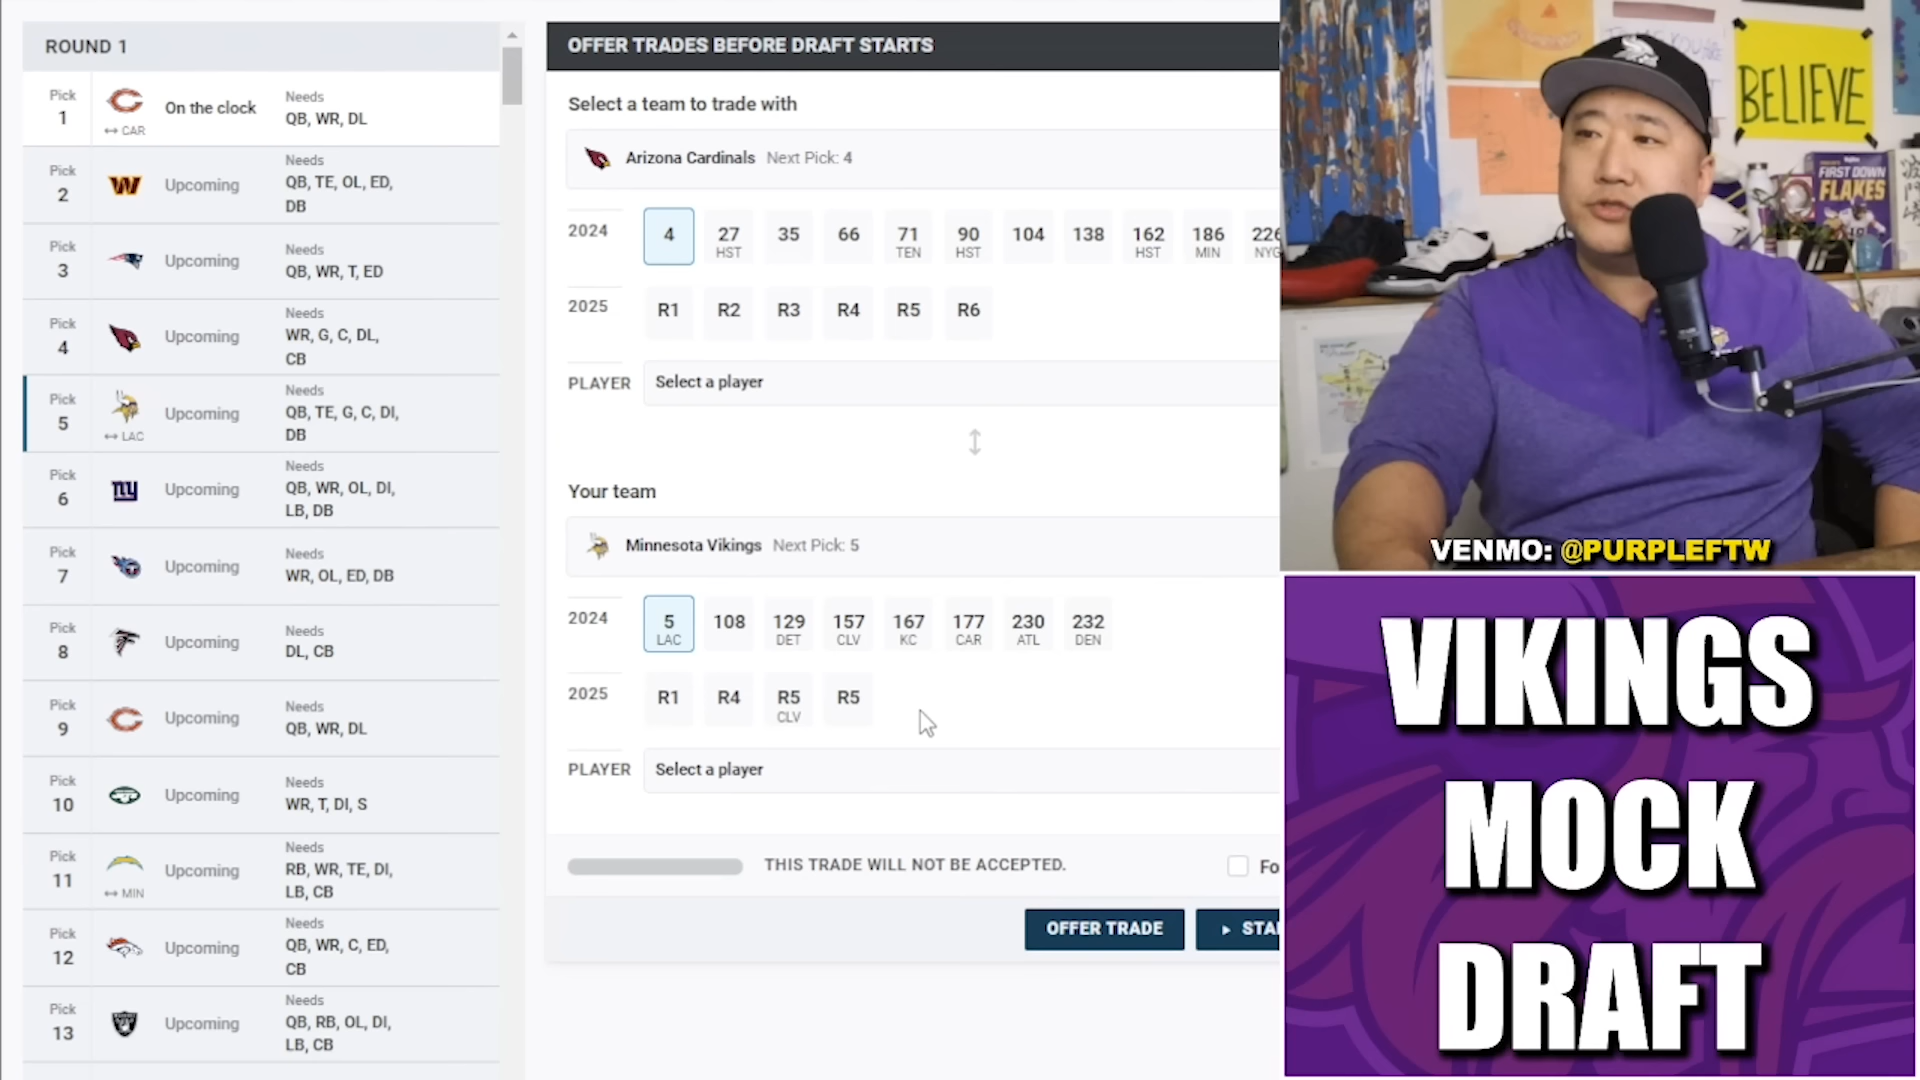 ROUND 1
Pick
1
CAR
On the clock
Needs
QB, WR, DL
Pick
2
Upcoming
Needs
QB, TE, OL, ED,
DB
Pick
3
Upcoming
Needs
QB, WR, T, ED
Pick
4
Upcoming
Needs
WR, G, C, DL,
CB
Pick
5
LAC
Upcoming
Needs
QB, TE, G, C, DI,
DB
Pick
6
ny
Upcoming
Needs
QB, WR, OL, DI,
LB, DB
Pick
7
Upcoming
Needs
WR, OL, ED, DB
Pick
8
Upcoming
Needs
DL, CB
Pick
9
Upcoming
Needs
QB, WR, DL
Pick
10
Upcoming
Needs
WR, T, DI, S
Pick
11
MIN
Upcoming
Needs
RB, WR, TE, DI,
LB, CB
Pick
12
Upcoming
Needs
QB, WR, C, ED,
CB
Pick
13
Upcoming
Needs
QB, RB, OL, DI,
LB, CB
OFFER TRADES BEFORE DRAFT STARTS
Select a team to trade with
Arizona Cardinals Next Pick: 4
2024 4 27 35 66 71 90 104 138 162 186 226
HST TEN HST HST MIN NYG
2025 R1 R2 R3 R4 R5 R6
PLAYER Select a player
Your team
Minnesota Vikings Next Pick: 5
2024 5 108 129 157 167 177 230 232
LAC DET CLV KC CAR ATL DEN
2025 R1 R4 R5 R5
CLV
PLAYER Select a player
THIS TRADE WILL NOT BE ACCEPTED. Fo
OFFER TRADE STA
BELIEVE
FIRST DOWN
FLAKES
VENMO: @PURPLEFTW
VIKINGS
MOCK
DRAFT